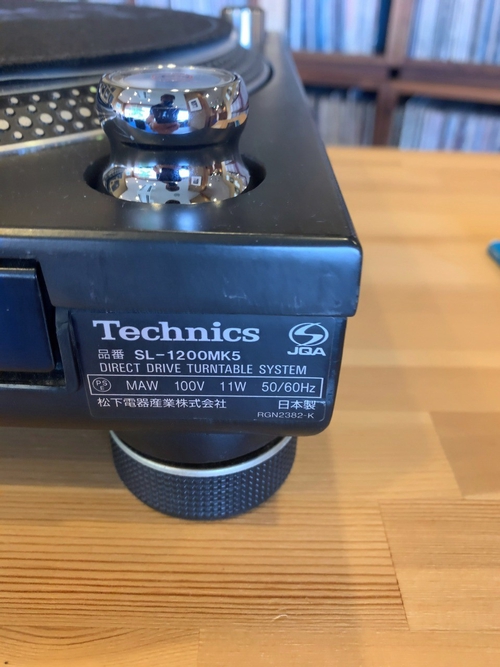 Technics
JQA
品番 SL-1200MK5
DIRECT DRIVE TURNTABLE SYSTEM
PS E MAW 100V 11W 50/60Hz
松下電器産業株式会社 日本製
RGN2382-K